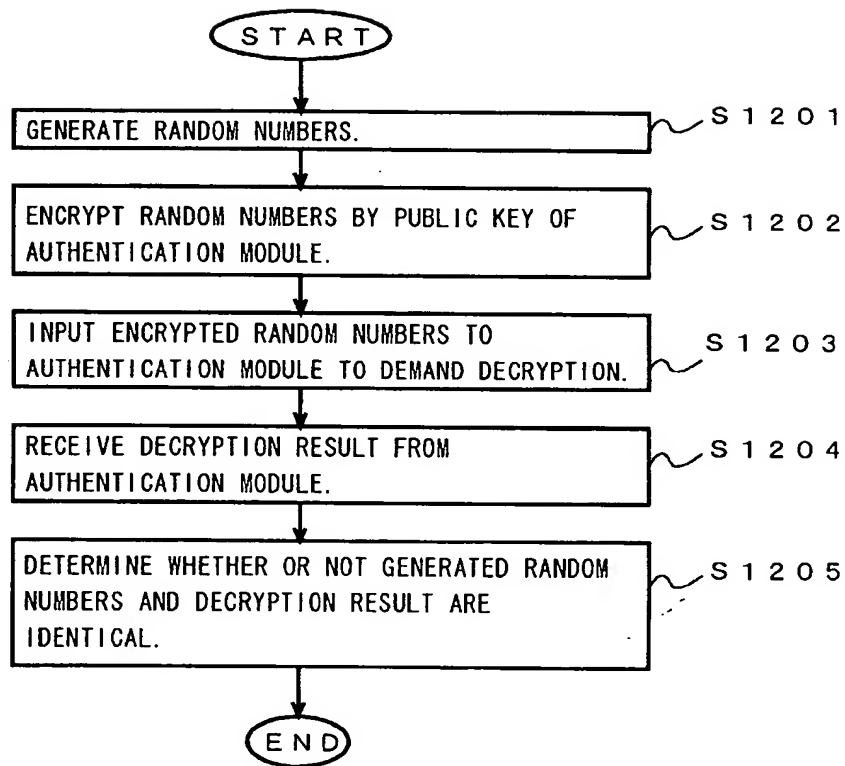 START
GENERATE RANDOM NUMBERS.
S1201
ENCRYPT RANDOM NUMBERS BY PUBLIC KEY OF
AUTHENTICATION MODULE.
S1202
INPUT ENCRYPTED RANDOM NUMBERS TO
AUTHENTICATION MODULE TO DEMAND DECRYPTION.
S1203
RECEIVE DECRYPTION RESULT FROM
AUTHENTICATION MODULE.
S1204
DETERMINE WHETHER OR NOT GENERATED RANDOM
NUMBERS AND DECRYPTION RESULT ARE
IDENTICAL.
S1205
END